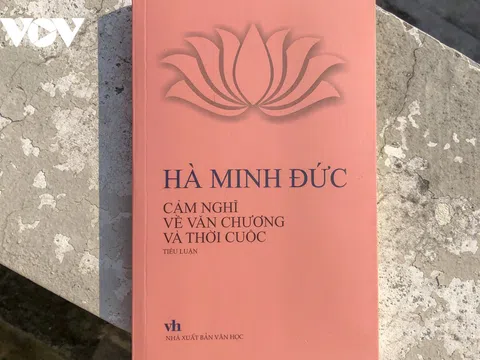 VOV
HÀ MINH ĐỨC
CẢM NGHĨ
VỀ VĂN CHƯƠNG
VÀ THỜI CUỘC
TIỂU LUẬN
vh
NHÀ XUẤT BẢN VĂN HỌC